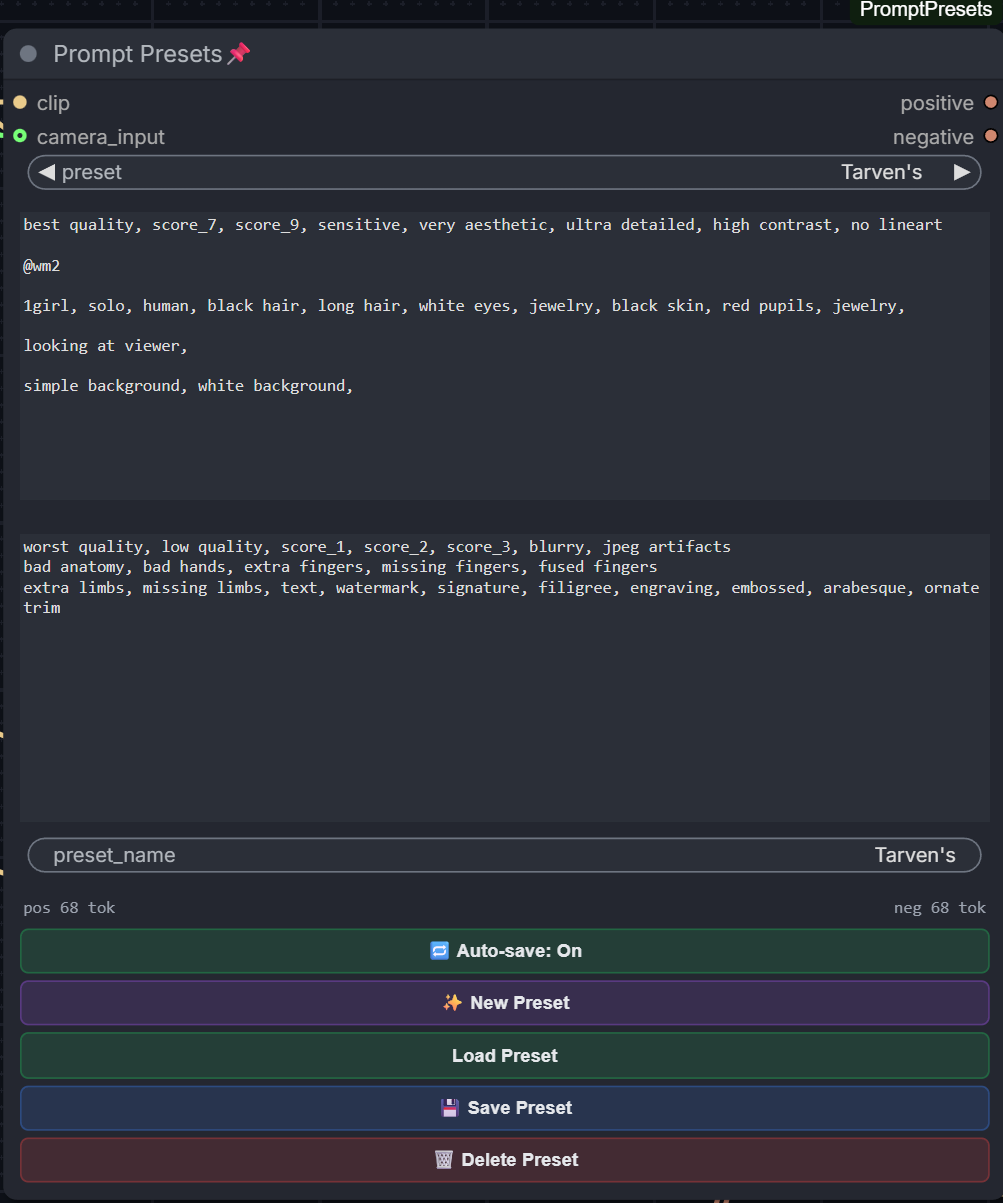 PromptPresets
Prompt Presets📌
clip positive
camera_input negative
◀ preset Tarven's ▶
best quality, score_7, score_9, sensitive, very aesthetic, ultra detailed, high contrast, no lineart
@wm2
1girl, solo, human, black hair, long hair, white eyes, jewelry, black skin, red pupils, jewelry,
looking at viewer,
simple background, white background,
worst quality, low quality, score_1, score_2, score_3, blurry, jpeg artifacts
bad anatomy, bad hands, extra fingers, missing fingers, fused fingers
extra limbs, missing limbs, text, watermark, signature, filigree, engraving, embossed, arabesque, ornate
trim
preset_name Tarven's
pos 68 tok neg 68 tok
🔁 Auto-save: On
✨ New Preset
Load Preset
💾 Save Preset
🗑️ Delete Preset